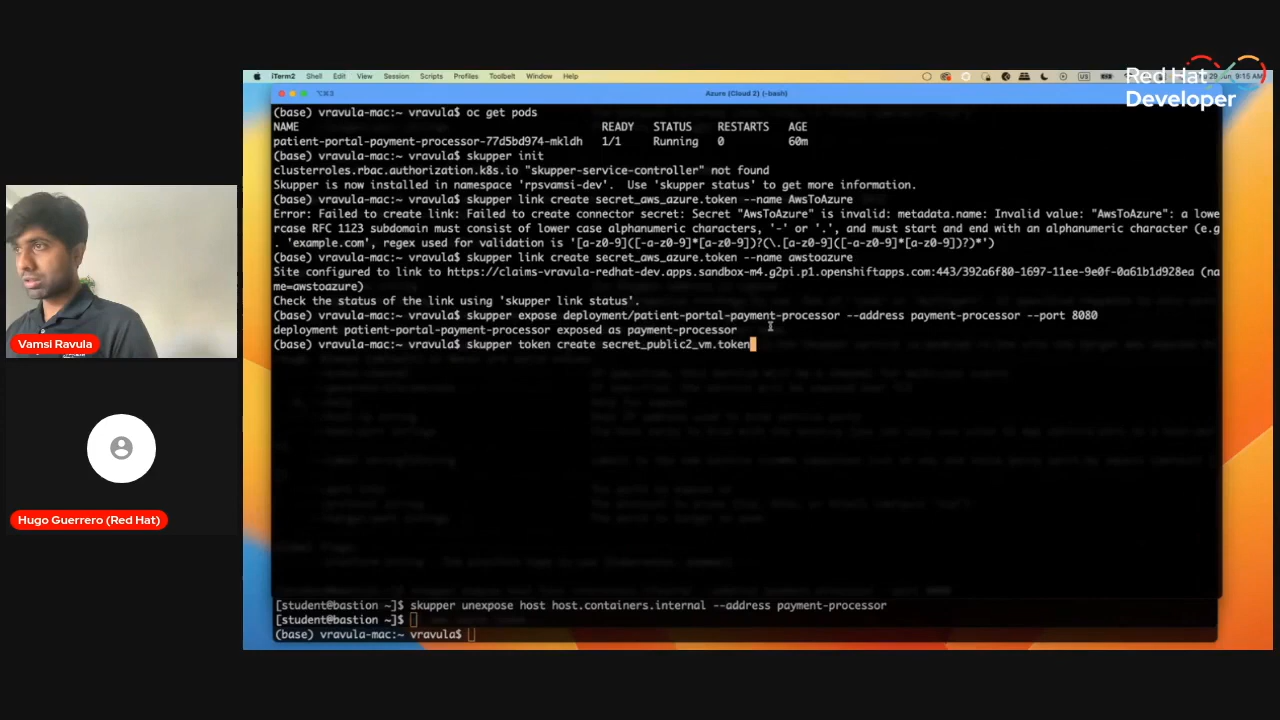 iTerm2 Shell Edit View Session Scripts Profiles Toolbelt Window Help
9:15 AM
Red Hat
Developer
⌥⌘3
Azure (Cloud 2) (-bash)
(base) vravula-mac:~ vravula$ oc get pods
NAME READY STATUS RESTARTS AGE
patient-portal-payment-processor-77d5bd974-mkldh 1/1 Running 0 60m
(base) vravula-mac:~ vravula$ skupper init
clusterroles.rbac.authorization.k8s.io "skupper-service-controller" not found
Skupper is now installed in namespace 'rpsvamsi-dev'. Use 'skupper status' to get more information.
(base) vravula-mac:~ vravula$ skupper link create secret_aws_azure.token --name AwsToAzure
Error: Failed to create link: Failed to create connector secret: Secret "AwsToAzure" is invalid: metadata.name: Invalid value: "AwsToAzure": a lowe
rcase RFC 1123 subdomain must consist of lower case alphanumeric characters, '-' or '.', and must start and end with an alphanumeric character (e.g
. 'example.com', regex used for validation is '[a-z0-9]([-a-z0-9]*[a-z0-9])?(\.[a-z0-9]([-a-z0-9]*[a-z0-9])?)*')
(base) vravula-mac:~ vravula$ skupper link create secret_aws_azure.token --name awstoazure
Site configured to link to https://claims-vravula-redhat-dev.apps.sandbox-m4.g2pi.p1.openshiftapps.com:443/392a6f80-1697-11ee-9e0f-0a61b1d928ea (na
me=awstoazure)
Check the status of the link using 'skupper link status'.
(base) vravula-mac:~ vravula$ skupper expose deployment/patient-portal-payment-processor --address payment-processor --port 8080
deployment patient-portal-payment-processor exposed as payment-processor
(base) vravula-mac:~ vravula$ skupper token create secret_public2_vm.token
[student@bastion ~]$ skupper unexpose host host.containers.internal --address payment-processor
[student@bastion ~]$
(base) vravula-mac:~ vravula$
Vamsi Ravula
Hugo Guerrero (Red Hat)